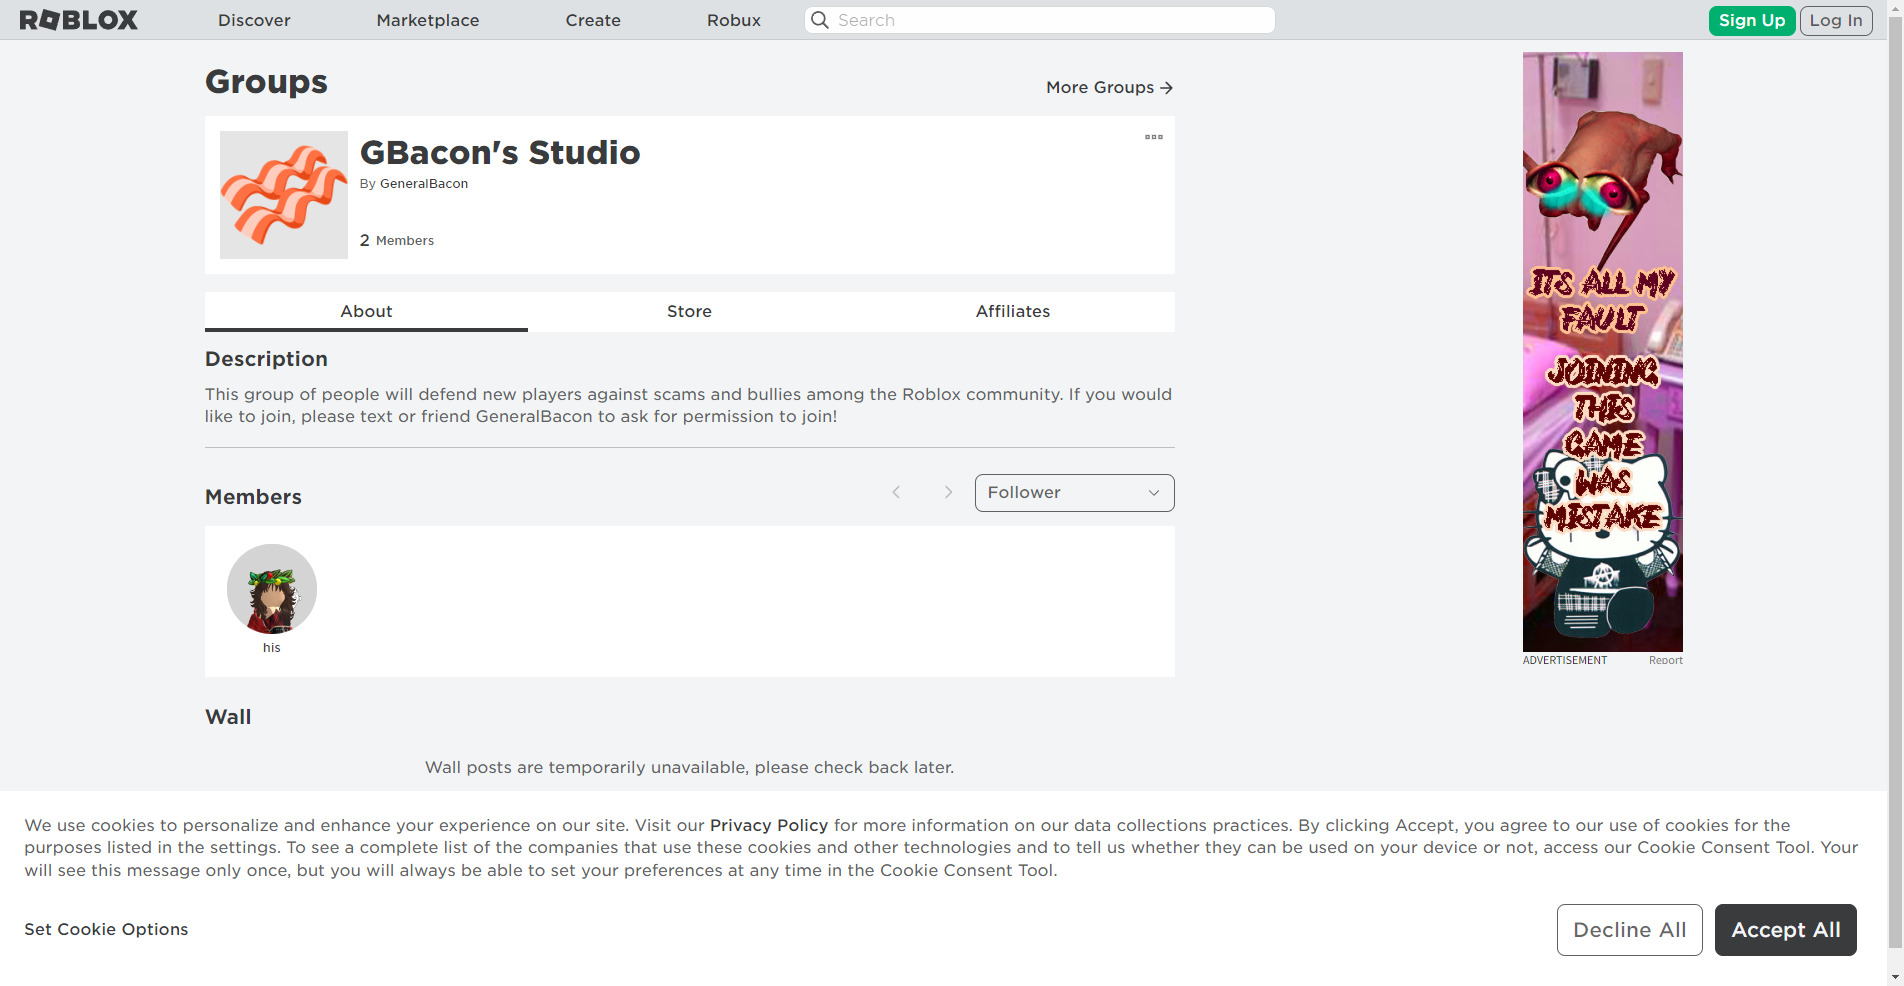 ROBLOX Discover Marketplace Create Robux Search Sign Up Log In
Groups
More Groups
GBacon's Studio
By GeneralBacon
2 Members
About Store Affiliates
Description
This group of people will defend new players against scams and bullies among the Roblox community. If you would
like to join, please text or friend GeneralBacon to ask for permission to join!
Members
Follower
his
Wall
Wall posts are temporarily unavailable, please check back later.
ITS ALL MY
FAULT
JOINING
THIS
GAME
WAS
MISTAKE
ADVERTISEMENT Report
We use cookies to personalize and enhance your experience on our site. Visit our Privacy Policy for more information on our data collections practices. By clicking Accept, you agree to our use of cookies for the
purposes listed in the settings. To see a complete list of the companies that use these cookies and other technologies and to tell us whether they can be used on your device or not, access our Cookie Consent Tool. Your
will see this message only once, but you will always be able to set your preferences at any time in the Cookie Consent Tool.
Set Cookie Options
Decline All
Accept All